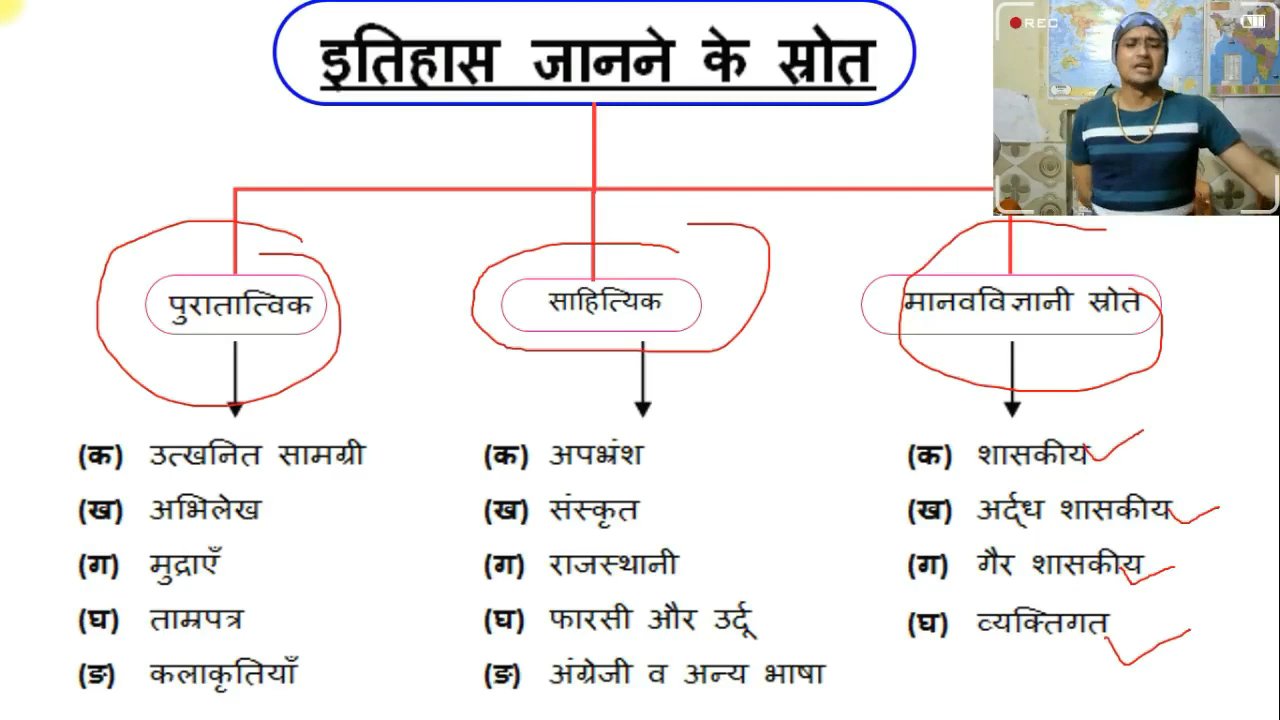 इतिहास जानने के स्रोत
REC
पुरातात्विक
साहित्यिक
मानवविज्ञानी स्रोत
(क) उत्खनित सामग्री
(ख) अभिलेख
(ग) मुद्राएँ
(घ) ताम्रपत्र
(ङ) कलाकृतियाँ
(क) अपभ्रंश
(ख) संस्कृत
(ग) राजस्थानी
(घ) फारसी और उर्दू
(ङ) अंग्रेजी व अन्य भाषा
(क) शासकीय
(ख) अर्द्ध शासकीय
(ग) गैर शासकीय
(घ) व्यक्तिगत